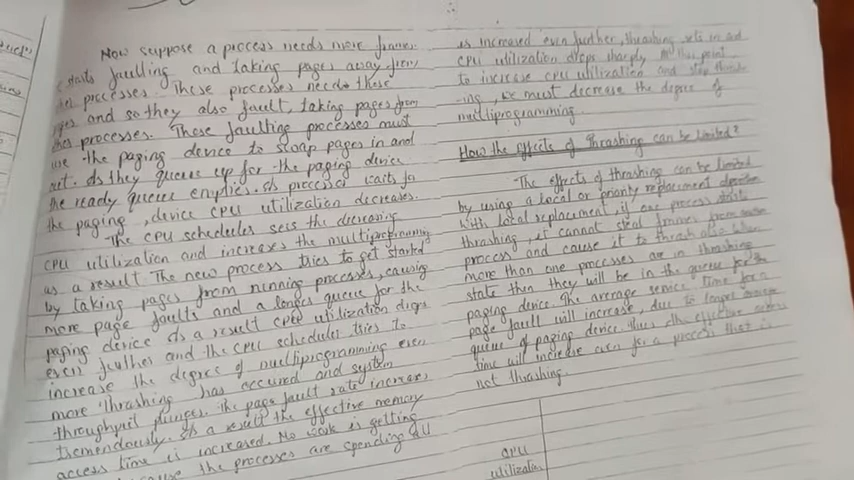 Now suppose a process needs more frames
starts faulting and taking pages away from
processes. These processes need these
and so they also fault, taking pages from
processes. These faulting processes must
use the paging device to swap pages in and
out. As they queue up for the paging device
the ready queue empties. As processor waits for
the paging, device CPU utilization decreases.
The CPU scheduler sees the decreasing
CPU utilization and increases the multiprogramming
as a result. The new process tries to get started
by taking pages from running processes, causing
more page faults and a longer queue for the
paging device As a result CPU utilization drops
even further and the CPU scheduler tries to
increase the degree of multiprogramming even
more Thrashing has occured and system
throughput plunges. The page fault rate increases
tremendously. As a result the effective memory
access time is increased. No work is getting
the processes are spending all
is increased even further, thrashing sets in and
CPU utilization drops sharply At this point
to increase CPU utilization and stop thrash
-ing, we must decrease the degree of
multiprogramming.
How the effects of Thrashing can be limited?
The effects of thrashing can be limited
by using a local or priority replacement
With local replacement, if one process starts
thrashing, it cannot steal frames from another
process and cause it to thrash also. When
more than one processes are in thrashing
state then they will be in the queue for the
paging device. The average service time for a
page fault will increase, due to longer average
queue of paging device. Thus the effective access
time will increase even for a process that is
not thrashing.
CPU
utilization